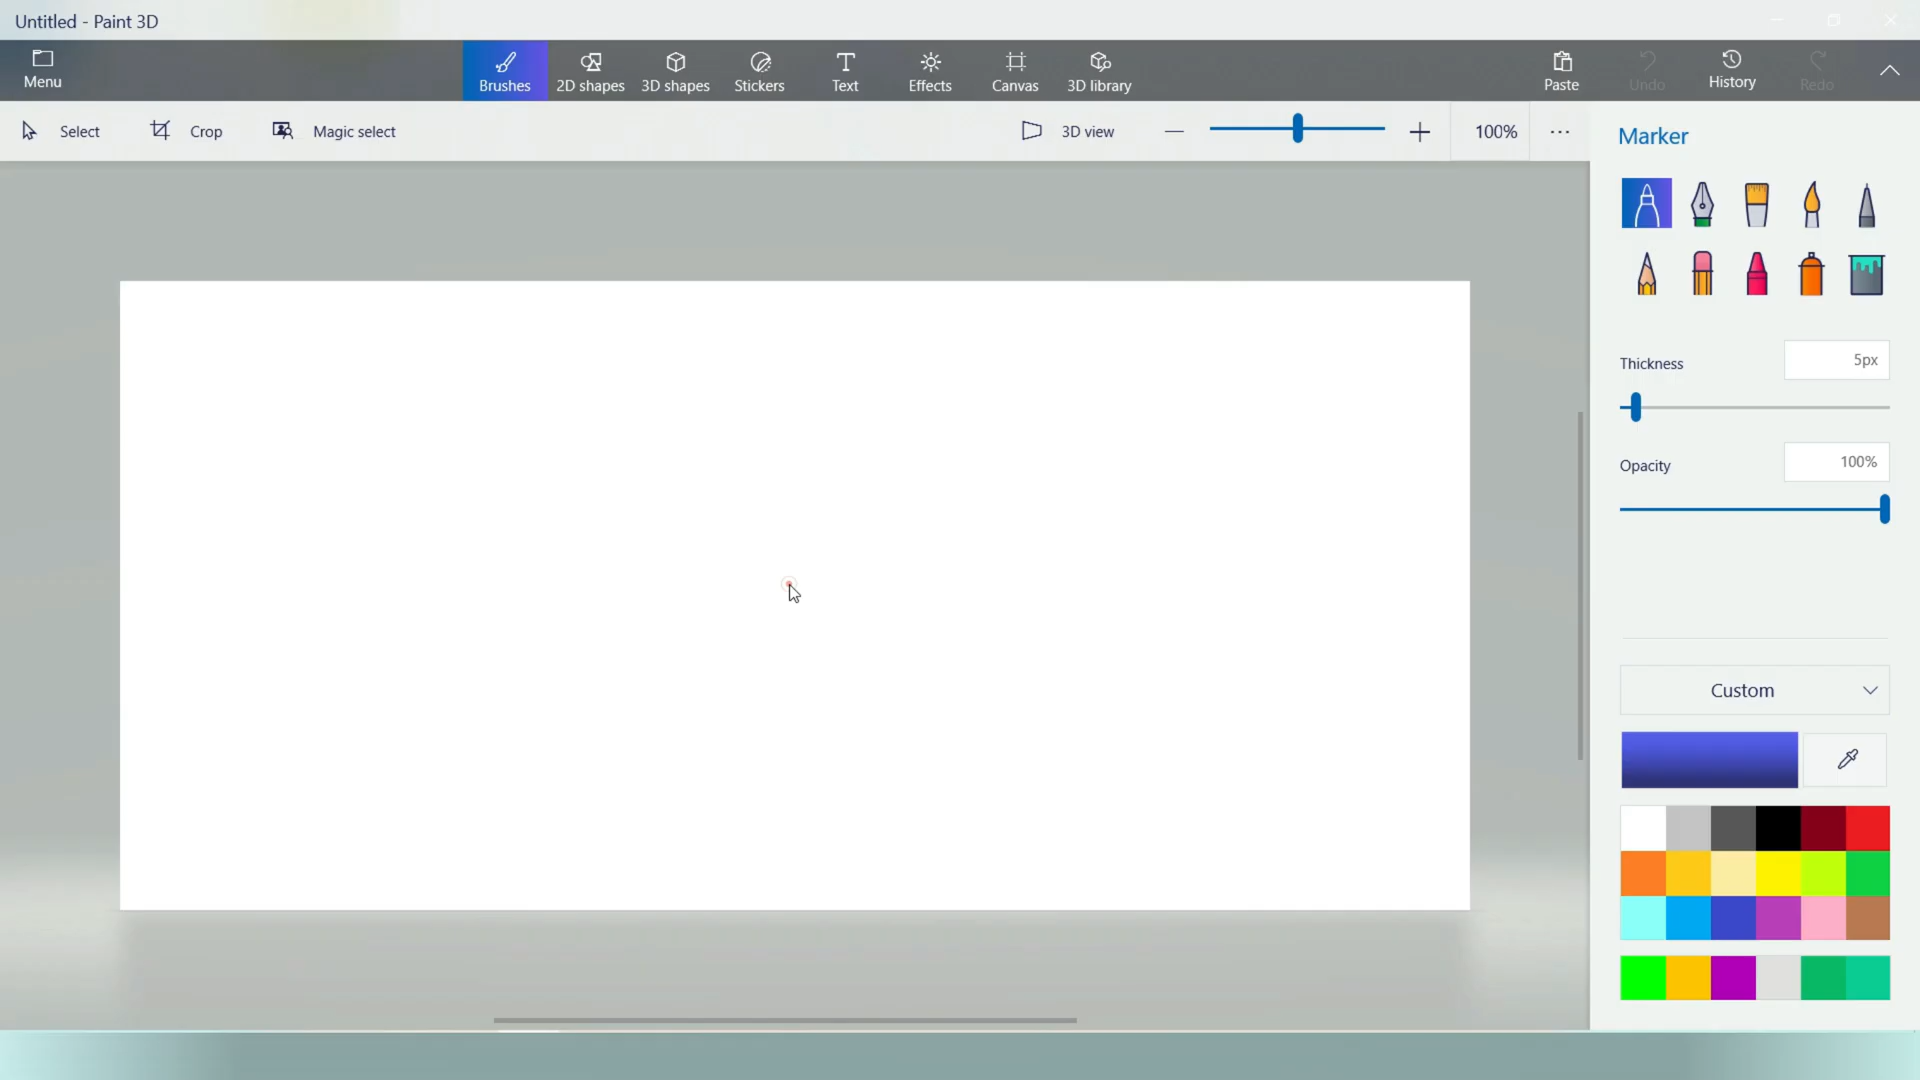 Untitled - Paint 3D
Menu
Brushes
2D shapes
3D shapes
Stickers
Text
Effects
Canvas
3D library
Paste
Undo
History
Redo
Select
Crop
Magic select
3D view
100%
Marker
Thickness
5px
Opacity
100%
Custom